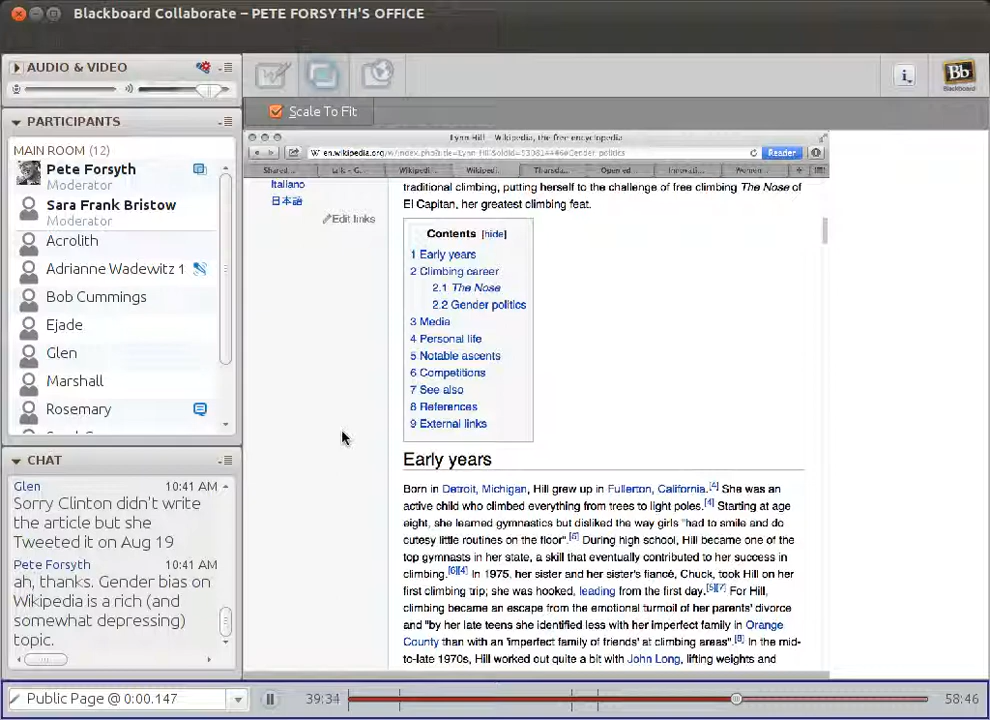 Blackboard Collaborate – PETE FORSYTH'S OFFICE
AUDIO & VIDEO
PARTICIPANTS
MAIN ROOM (12)
Pete Forsyth
Moderator
Sara Frank Bristow
Moderator
Acrolith
Adrianne Wadewitz 1
Bob Cummings
Ejade
Glen
Marshall
Rosemary
CHAT
Glen 10:41 AM
Sorry Clinton didn't write
the article but she
Tweeted it on Aug 19
Pete Forsyth 10:41 AM
ah, thanks. Gender bias on
Wikipedia is a rich (and
somewhat depressing)
topic.
Scale To Fit
Bb
Blackboard
Lynn Hill – Wikipedia, the free encyclopedia
Reader
Shared...
Wikipedi...
Wikipedi...
Thursda...
Opened...
Innovati...
Women...
Italiano
日本語
Edit links
traditional climbing, putting herself to the challenge of free climbing The Nose of
El Capitan, her greatest climbing feat.
Contents [hide]
1 Early years
2 Climbing career
2.1 The Nose
2.2 Gender politics
3 Media
4 Personal life
5 Notable ascents
6 Competitions
7 See also
8 References
9 External links
Early years
Born in Detroit, Michigan, Hill grew up in Fullerton, California.[4] She was an
active child who climbed everything from trees to light poles.[4] Starting at age
eight, she learned gymnastics but disliked the way girls "had to smile and do
cutesy little routines on the floor".[6] During high school, Hill became one of the
top gymnasts in her state, a skill that eventually contributed to her success in
climbing.[6][4] In 1975, her sister and her sister's fiancé, Chuck, took Hill on her
first climbing trip; she was hooked, leading from the first day.[5][7] For Hill,
climbing became an escape from the emotional turmoil of her parents' divorce
and "by her late teens she identified less with her imperfect family in Orange
County than with an 'imperfect family of friends' at climbing areas".[8] In the mid-
to-late 1970s, Hill worked out quite a bit with John Long, lifting weights and
Public Page @ 0:00.147
39:34
58:46